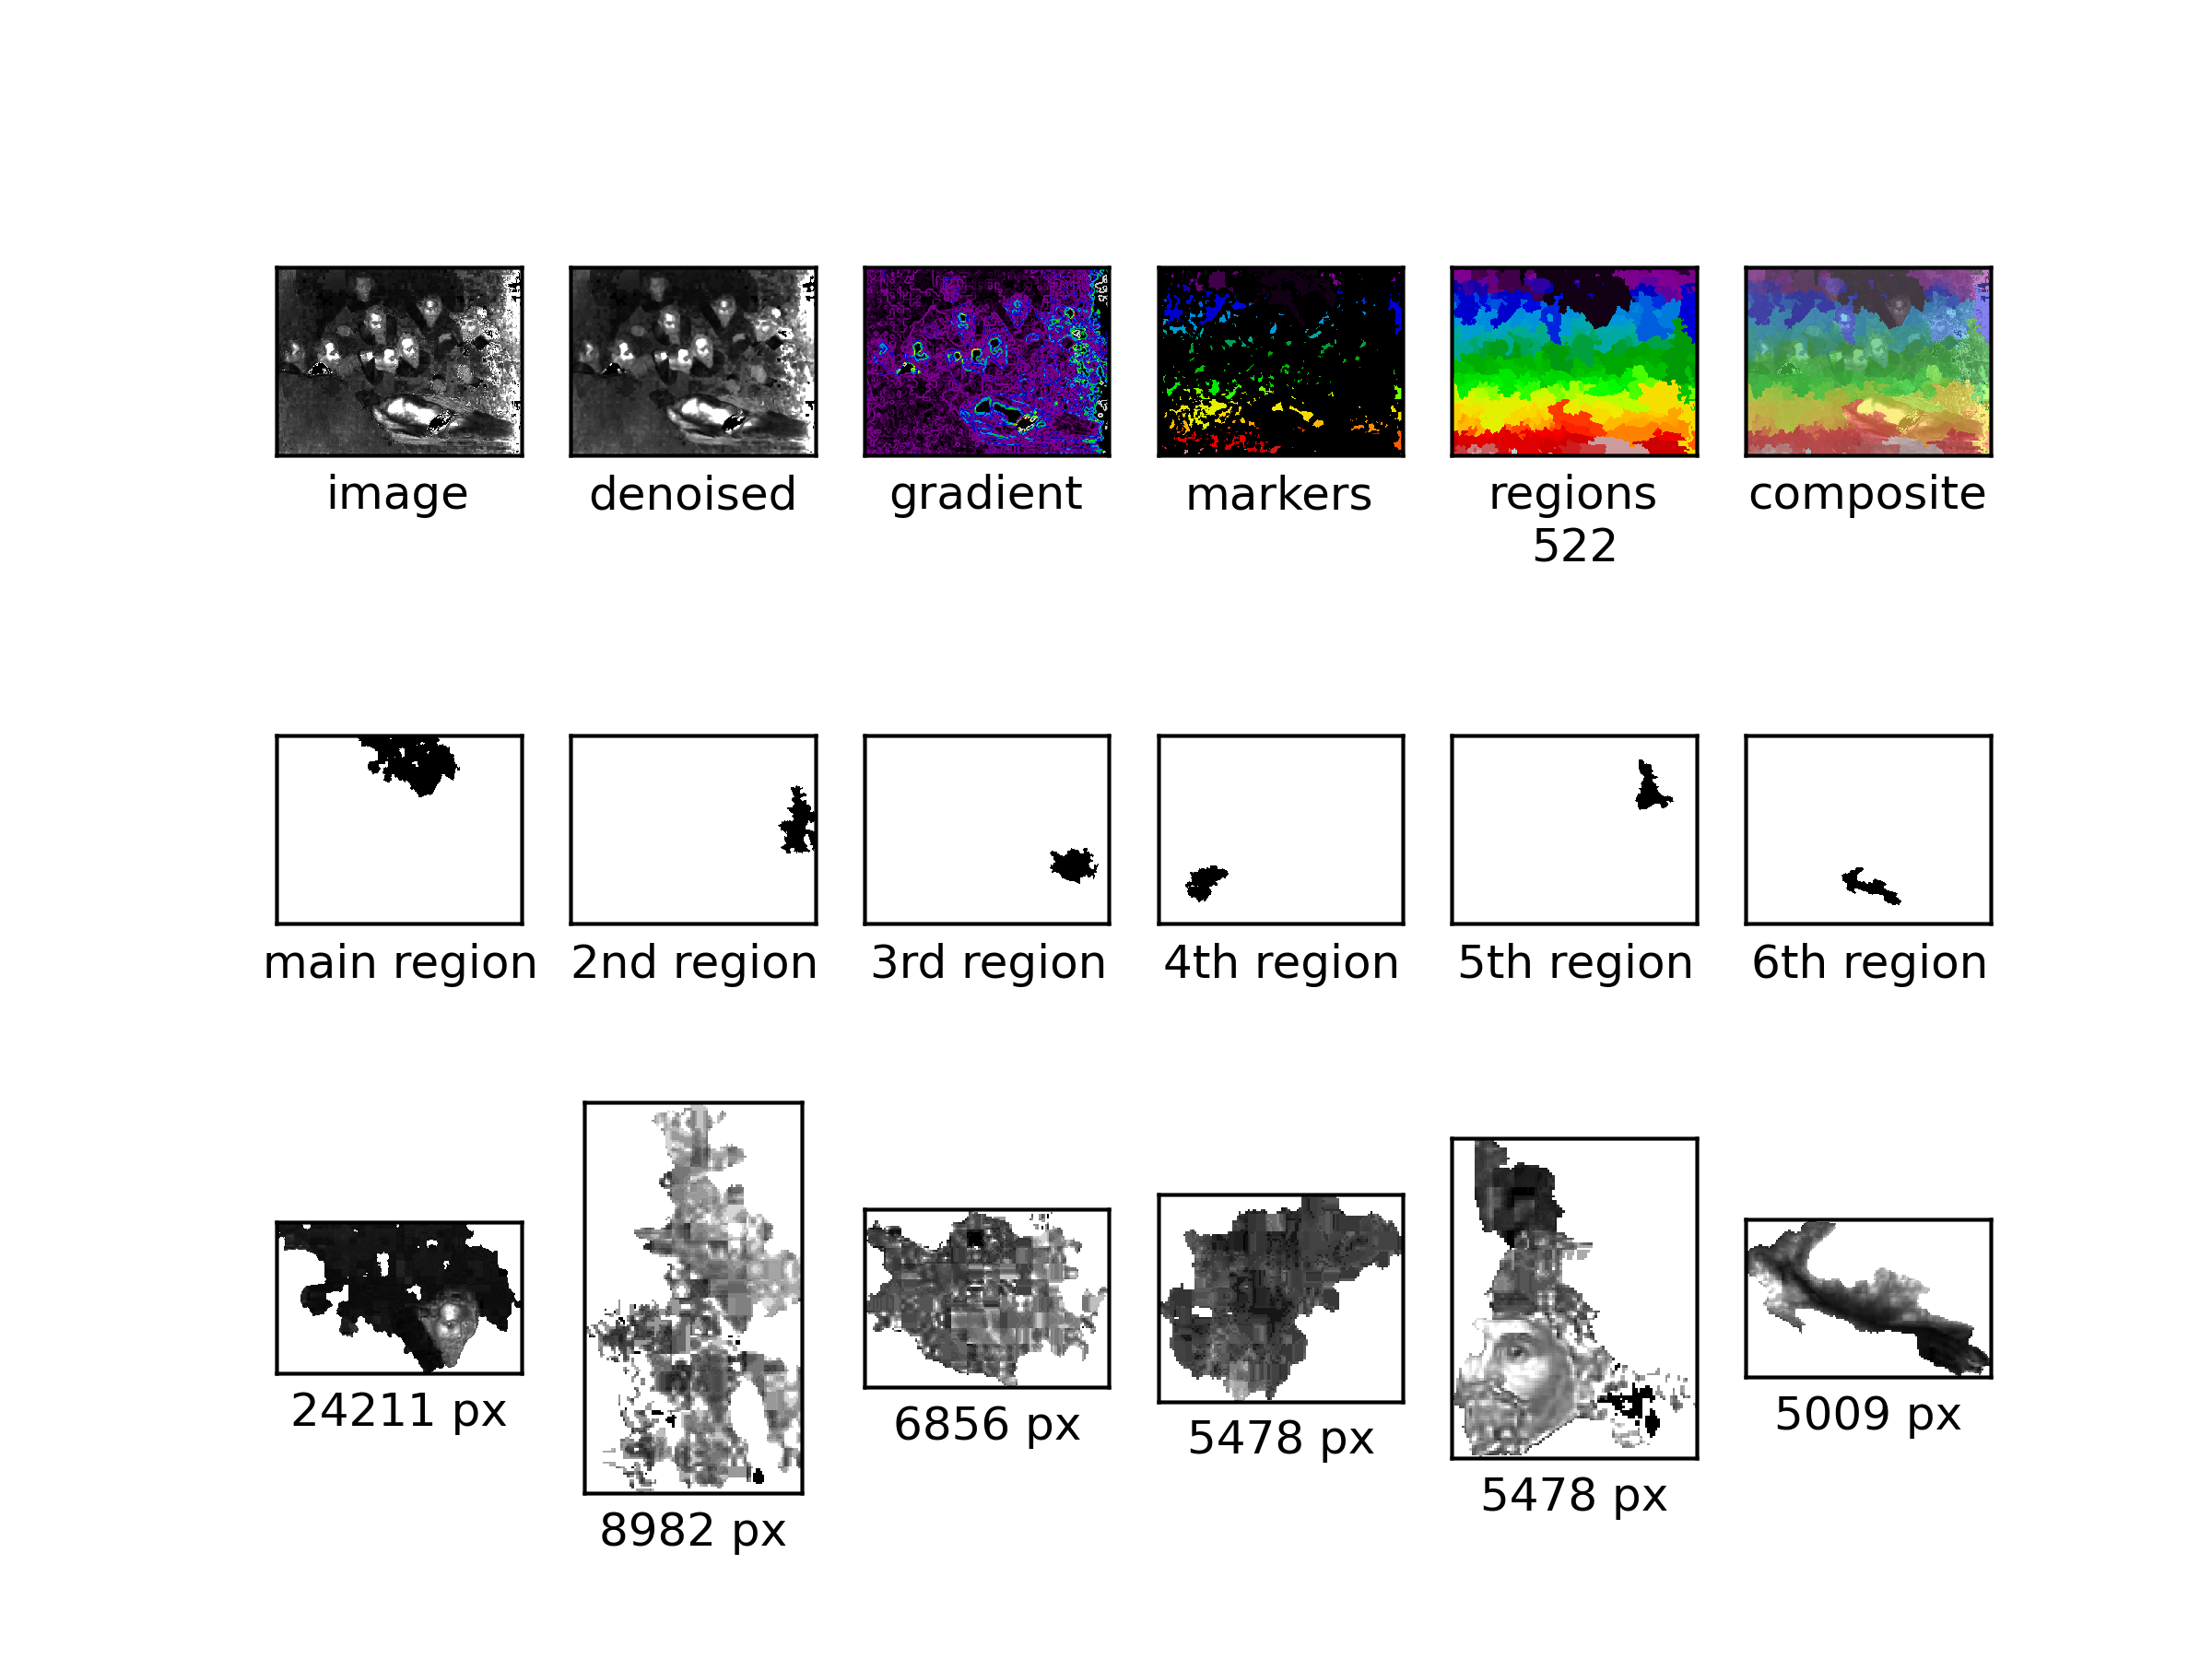 image
denoised
gradient
markers
regions
522
composite
main region
2nd region
3rd region
4th region
5th region
6th region
24211 px
8982 px
6856 px
5478 px
5478 px
5009 px